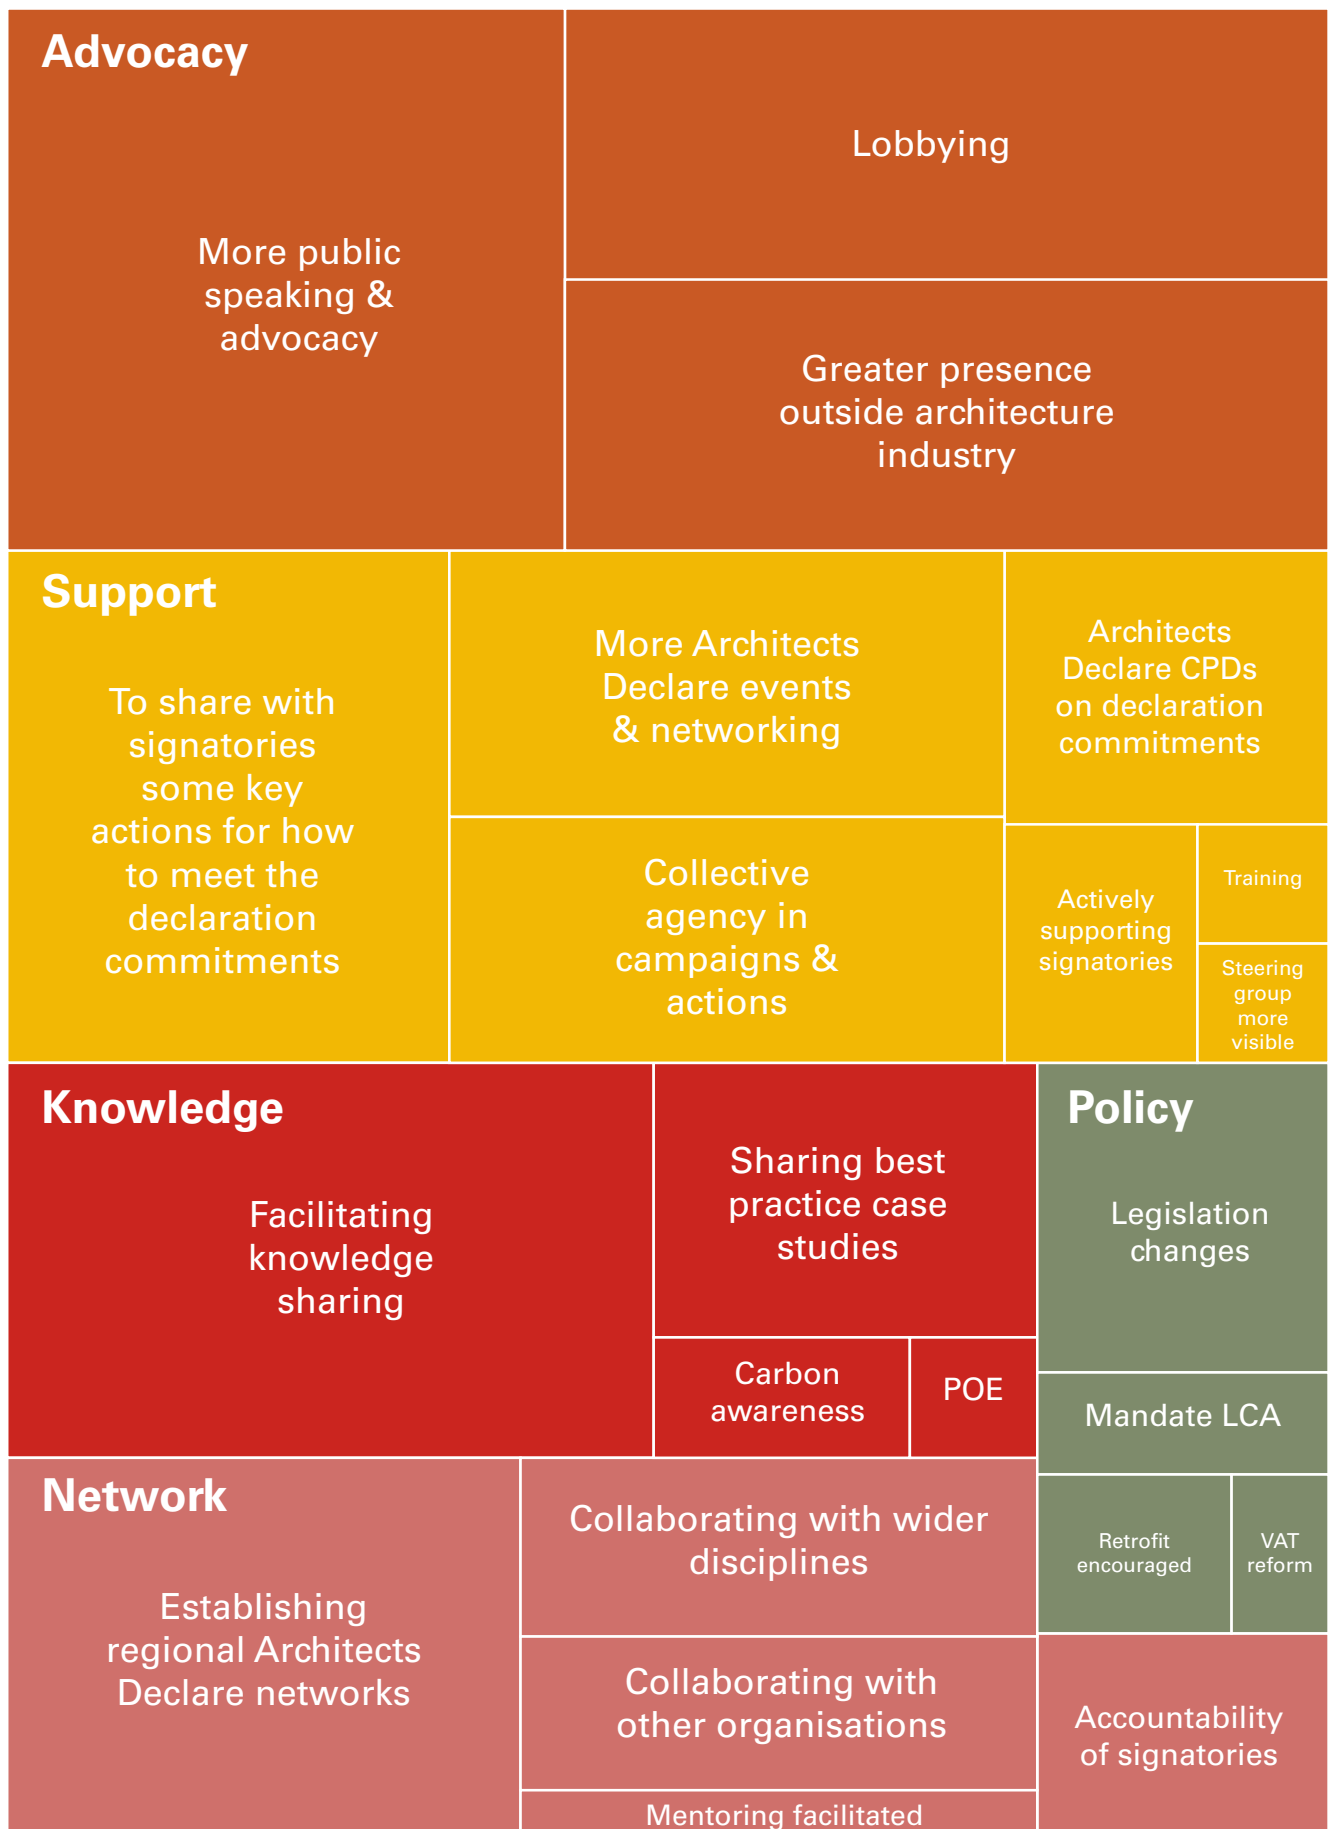 Advocacy
More public
speaking &
advocacy
Lobbying
Greater presence
outside architecture
industry
Support
To share with
signatories
some key
actions for how
to meet the
declaration
commitments
More Architects
Declare events
& networking
Collective
agency in
campaigns &
actions
Architects
Declare CPDs
on declaration
commitments
Actively
supporting
signatories
Training
Steering
group
more
visible
Knowledge
Facilitating
knowledge
sharing
Sharing best
practice case
studies
Carbon
awareness
POE
Policy
Legislation
changes
Mandate LCA
Retrofit
encouraged
VAT
reform
Network
Establishing
regional Architects
Declare networks
Collaborating with wider
disciplines
Collaborating with
other organisations
Mentoring facilitated
Accountability
of signatories